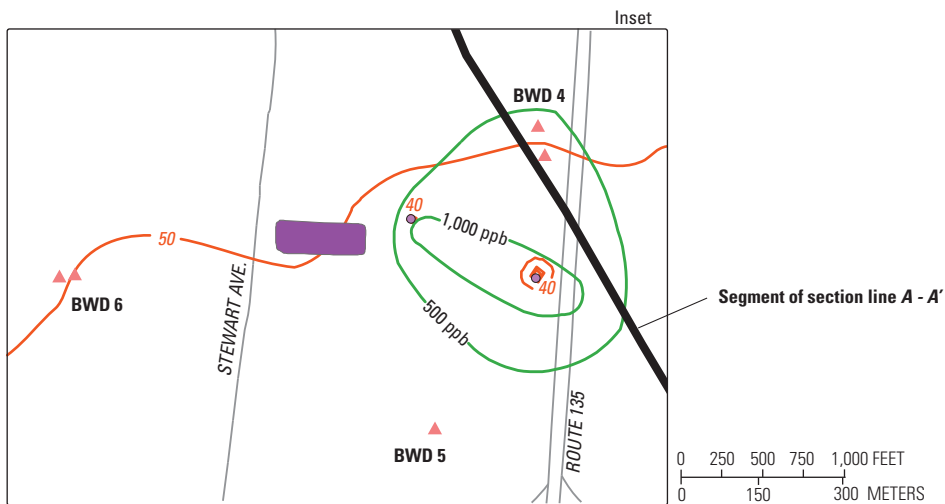 Inset
BWD 4
40
1,000 ppb
50
40
BWD 6
Segment of section line A - A′
500 ppb
STEWART AVE.
ROUTE 135
BWD 5
0 250 500 750 1,000 FEET
0 150 300 METERS